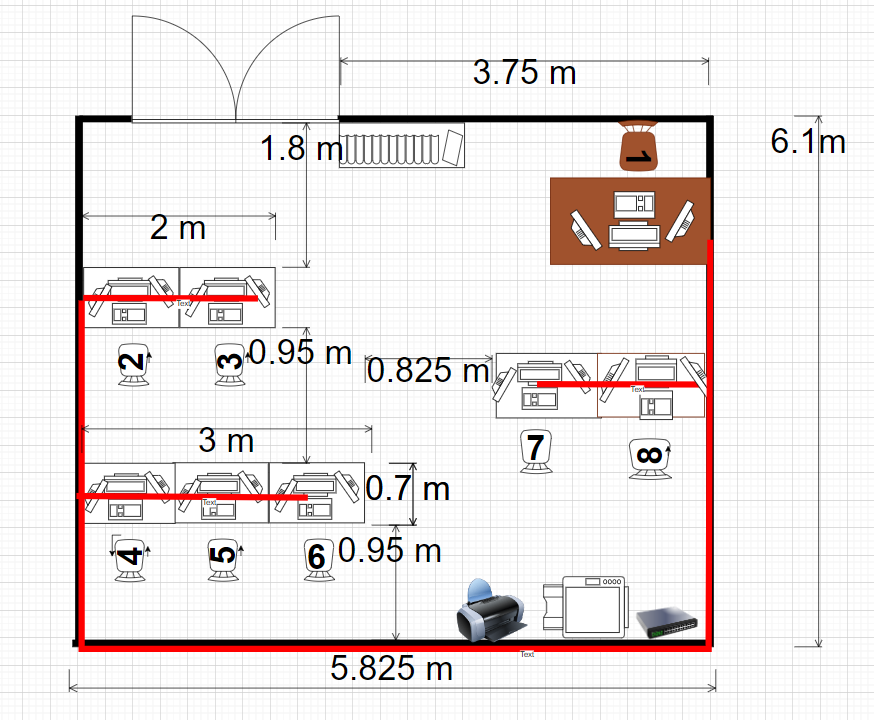 3.75 m
1.8 m
6.1m
1
2 m
Text
2
3
0.95 m
0.825 m
Text
3 m
7
8
0.7 m
Text
4
5
6
0.95 m
Text
5.825 m